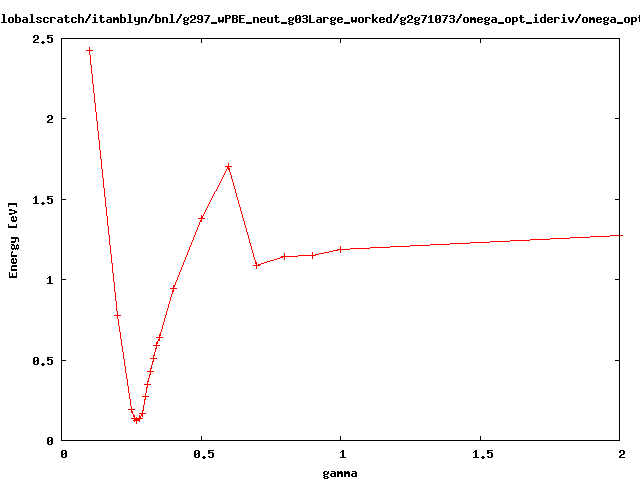 lobalscratch/itamblyn/bnl/g297_wPBE_neut_g03Large_worked/g2g71073/omega_opt_ideriv/omega_opt
2.5
2
1.5
1
0.5
0
Energy [eV]
0 0.5 1 1.5 2
gamma